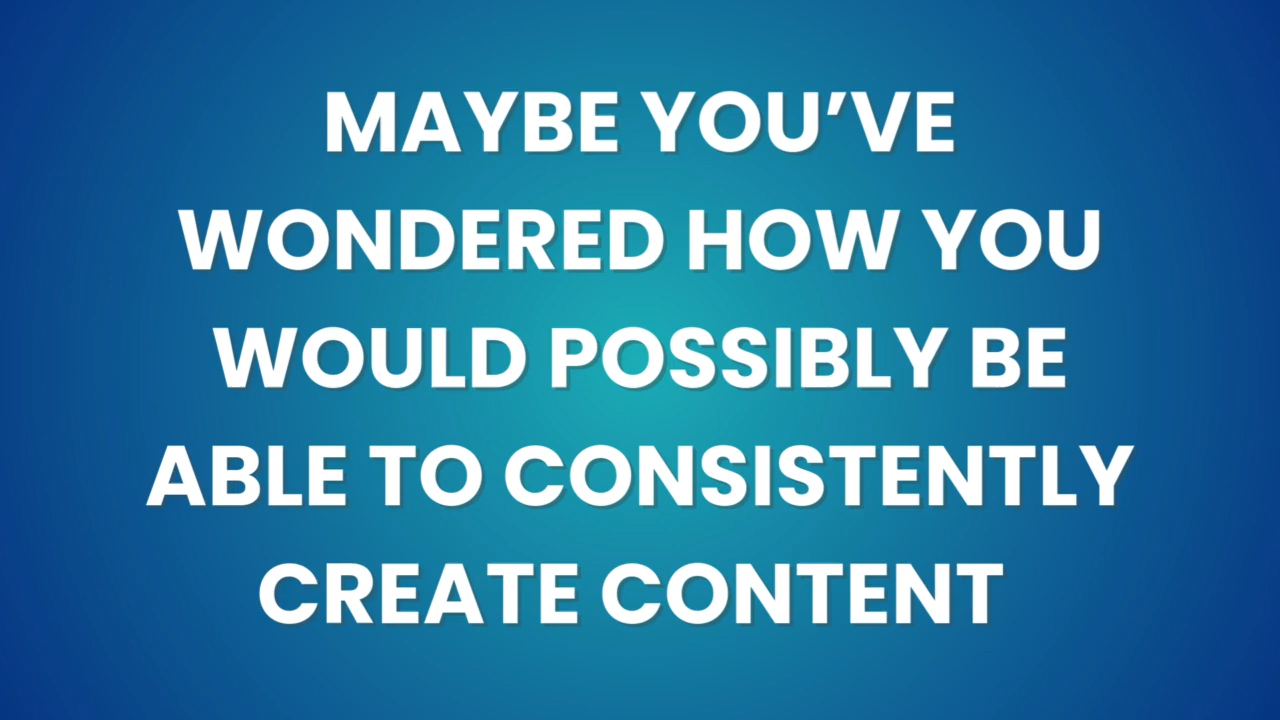 MAYBE YOU’VE
WONDERED HOW YOU
WOULD POSSIBLY BE
ABLE TO CONSISTENTLY
CREATE CONTENT